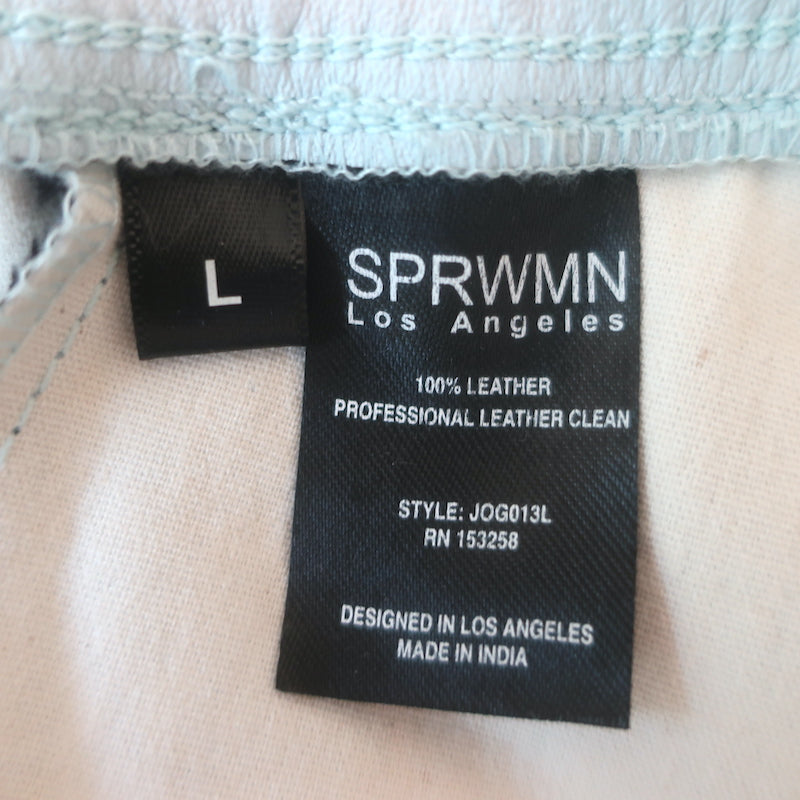 L
SPRWMN
Los Angeles
100% LEATHER
PROFESSIONAL LEATHER CLEAN
STYLE: JOG013L
RN 153258
DESIGNED IN LOS ANGELES
MADE IN INDIA